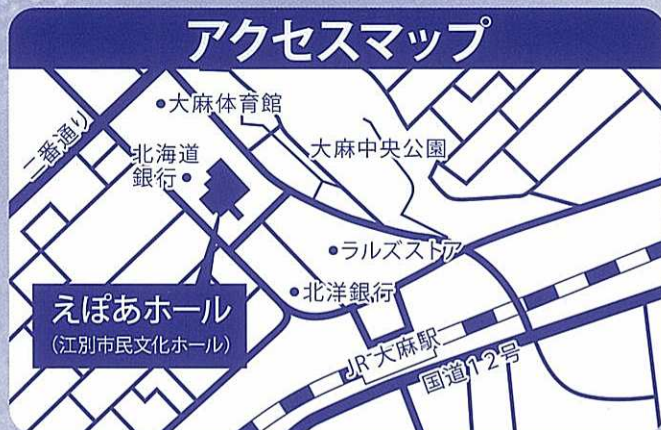 アクセスマップ
•大麻体育館
二番通り
大麻中央公園
北海道
銀行•
•ラルズストア
•北洋銀行
えぽあホール
(江別市民文化ホール)
JR大麻駅
国道12号